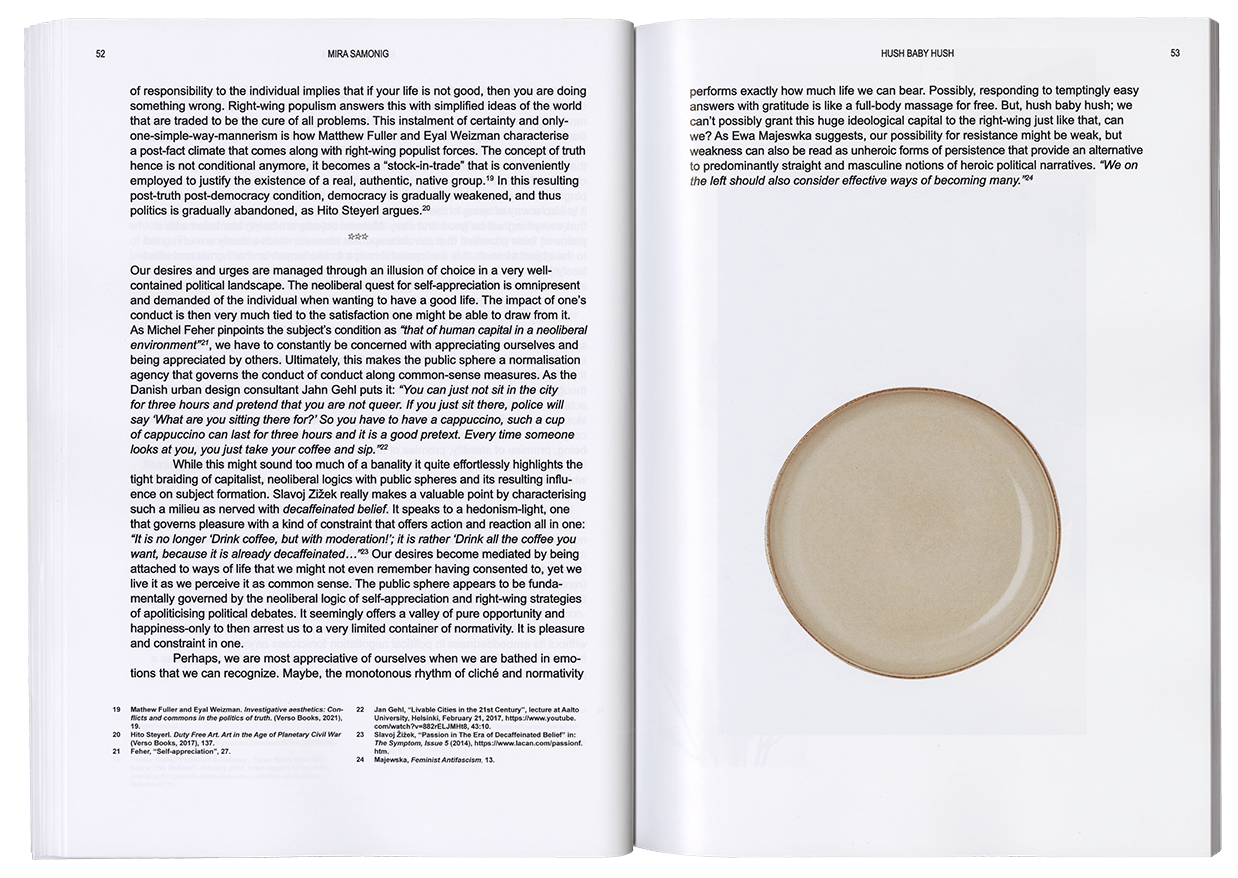 52
MIRA SAMONIG
of responsibility to the individual implies that if your life is not good, then you are doing
something wrong. Right-wing populism answers this with simplified ideas of the world
that are traded to be the cure of all problems. This instalment of certainty and only-
one-simple-way-mannerism is how Matthew Fuller and Eyal Weizman characterise
a post-fact climate that comes along with right-wing populist forces. The concept of truth
hence is not conditional anymore, it becomes a “stock-in-trade” that is conveniently
employed to justify the existence of a real, authentic, native group.19 In this resulting
post-truth post-democracy condition, democracy is gradually weakened, and thus
politics is gradually abandoned, as Hito Steyerl argues.20
***
Our desires and urges are managed through an illusion of choice in a very well-
contained political landscape. The neoliberal quest for self-appreciation is omnipresent
and demanded of the individual when wanting to have a good life. The impact of one’s
conduct is then very much tied to the satisfaction one might be able to draw from it.
As Michel Feher pinpoints the subject’s condition as “that of human capital in a neoliberal
environment”21, we have to constantly be concerned with appreciating ourselves and
being appreciated by others. Ultimately, this makes the public sphere a normalisation
agency that governs the conduct of conduct along common-sense measures. As the
Danish urban design consultant Jahn Gehl puts it: “You can just not sit in the city
for three hours and pretend that you are not queer. If you just sit there, police will
say ‘What are you sitting there for?’ So you have to have a cappuccino, such a cup
of cappuccino can last for three hours and it is a good pretext. Every time someone
looks at you, you just take your coffee and sip.”22
While this might sound too much of a banality it quite effortlessly highlights the
tight braiding of capitalist, neoliberal logics with public spheres and its resulting influ-
ence on subject formation. Slavoj Zižek really makes a valuable point by characterising
such a milieu as nerved with decaffeinated belief. It speaks to a hedonism-light, one
that governs pleasure with a kind of constraint that offers action and reaction all in one:
“It is no longer ‘Drink coffee, but with moderation!’; it is rather ‘Drink all the coffee you
want, because it is already decaffeinated…”23 Our desires become mediated by being
attached to ways of life that we might not even remember having consented to, yet we
live it as we perceive it as common sense. The public sphere appears to be funda-
mentally governed by the neoliberal logic of self-appreciation and right-wing strategies
of apoliticising political debates. It seemingly offers a valley of pure opportunity and
happiness-only to then arrest us to a very limited container of normativity. It is pleasure
and constraint in one.
Perhaps, we are most appreciative of ourselves when we are bathed in emo-
tions that we can recognize. Maybe, the monotonous rhythm of cliché and normativity
19 Mathew Fuller and Eyal Weizman. Investigative aesthetics: Con-
flicts and commons in the politics of truth. (Verso Books, 2021),
19.
20 Hito Steyerl. Duty Free Art. Art in the Age of Planetary Civil War
(Verso Books, 2017), 137.
21 Feher, “Self-appreciation”, 27.
22 Jan Gehl, “Livable Cities in the 21st Century”, lecture at Aalto
University, Helsinki, February 21, 2017, https://www.youtube.
com/watch?v=882rELJMHt8, 43:10.
23 Slavoj Žižek, “Passion in The Era of Decaffeinated Belief” in:
The Symptom, Issue 5 (2014), https://www.lacan.com/passionf.
htm.
24 Majewska, Feminist Antifascism, 13.
HUSH BABY HUSH
53
performs exactly how much life we can bear. Possibly, responding to temptingly easy
answers with gratitude is like a full-body massage for free. But, hush baby hush; we
can’t possibly grant this huge ideological capital to the right-wing just like that, can
we? As Ewa Majeswka suggests, our possibility for resistance might be weak, but
weakness can also be read as unheroic forms of persistence that provide an alternative
to predominantly straight and masculine notions of heroic political narratives. “We on
the left should also consider effective ways of becoming many.”24